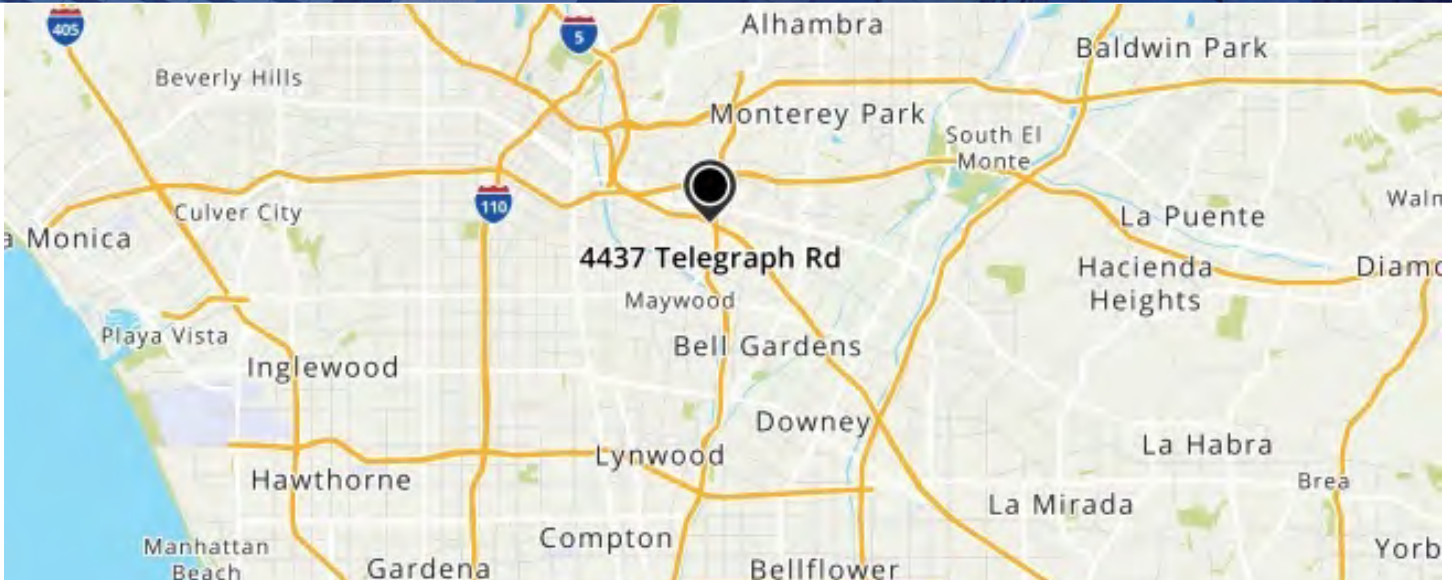 405
5
Alhambra
Baldwin Park
Beverly Hills
Monterey Park
South El
Monte
110
Culver City
La Puente
Waln
a Monica
4437 Telegraph Rd
Hacienda
Heights
Diamo
Maywood
Playa Vista
Bell Gardens
Inglewood
Downey
La Habra
Lynwood
Hawthorne
Brea
La Mirada
Manhattan
Beach
Compton
Yorb
Gardena
Bellflower